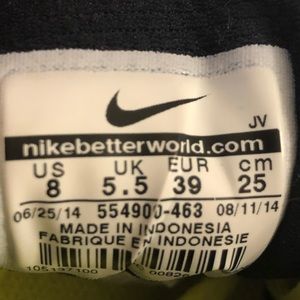 JV
nikebetterworld.com
US UK EUR cm
8 5.5 39 25
06/25/14 554900-463 08/11/14
MADE IN INDONESIA
FABRIQUE EN INDONESIE